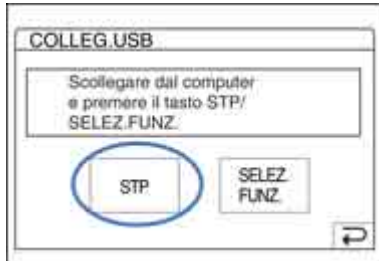 COLLEG.USB
Scollegare dal computer
e premere il tasto STP/
SELEZ.FUNZ.
STP
SELEZ.
FUNZ.